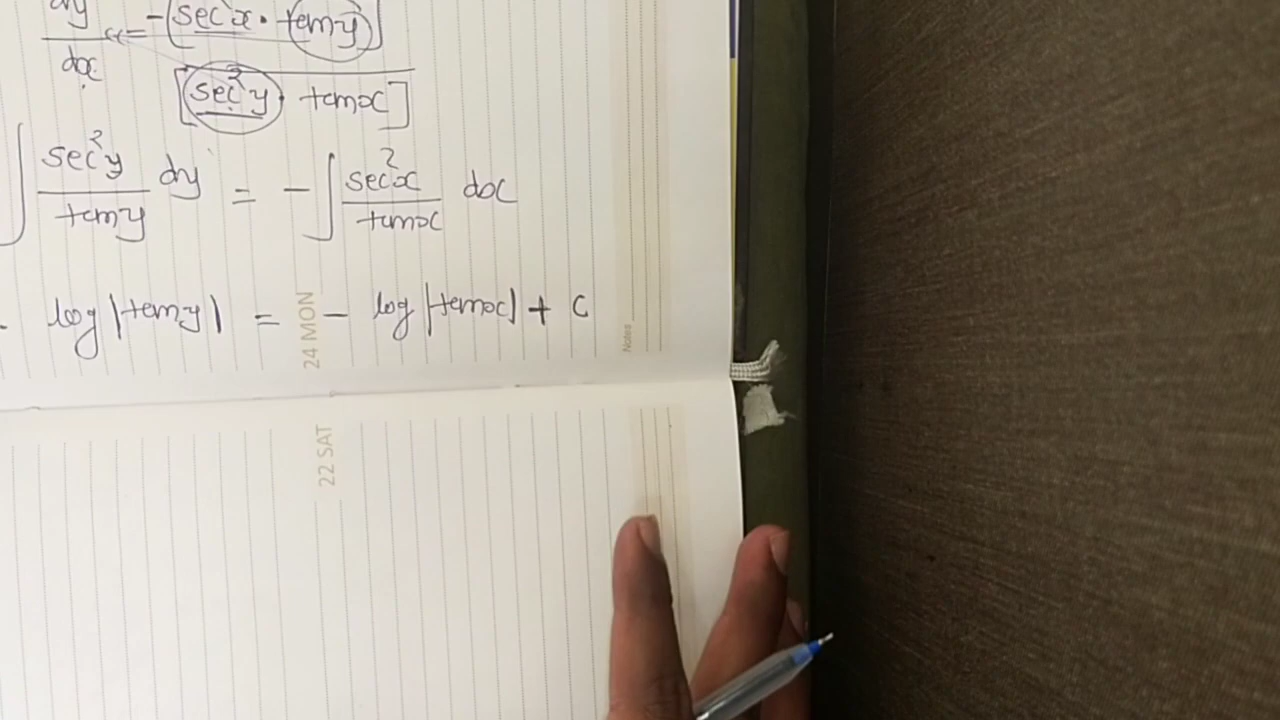 dy/dx = -[sec²x · tany]
[sec²y · tanx]
∫ sec²y/tany dy = - ∫ sec²x/tanx dx
log |tany| = - log |tanx| + c
Notes
24 MON
22 SAT